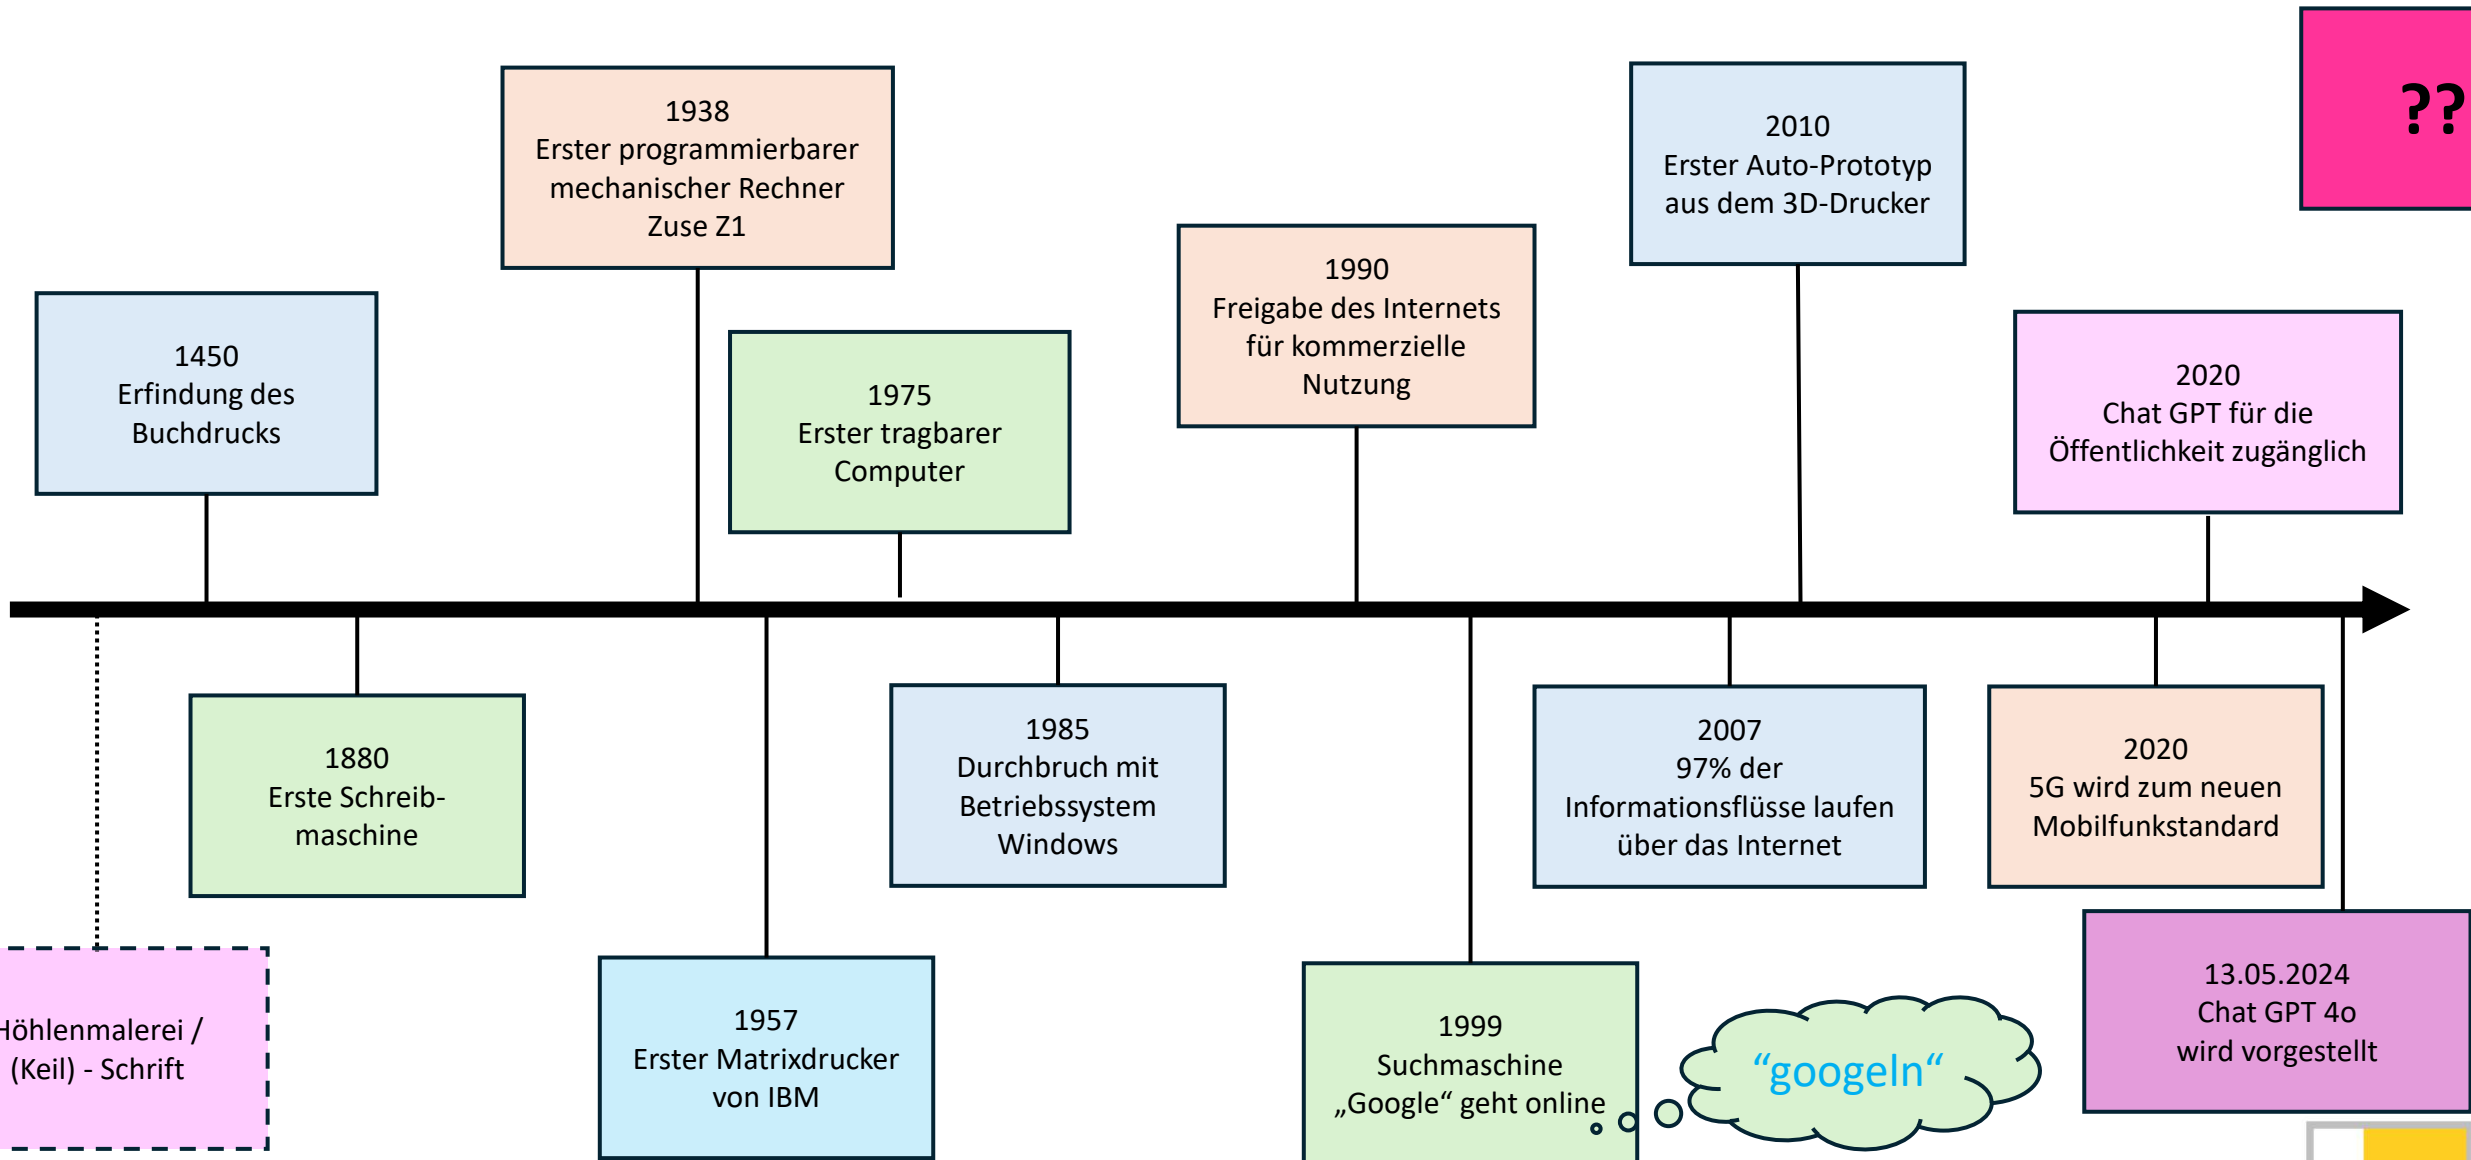 ??
1938
Erster programmierbarer
mechanischer Rechner
Zuse Z1
2010
Erster Auto-Prototyp
aus dem 3D-Drucker
1990
Freigabe des Internets
für kommerzielle
Nutzung
1450
Erfindung des
Buchdrucks
1975
Erster tragbarer
Computer
2020
Chat GPT für die
Öffentlichkeit zugänglich
1880
Erste Schreib-
maschine
1985
Durchbruch mit
Betriebssystem
Windows
2007
97% der
Informationsflüsse laufen
über das Internet
2020
5G wird zum neuen
Mobilfunkstandard
Höhlenmalerei /
(Keil) - Schrift
1957
Erster Matrixdrucker
von IBM
1999
Suchmaschine
„Google“ geht online
“googeln“
13.05.2024
Chat GPT 4o
wird vorgestellt